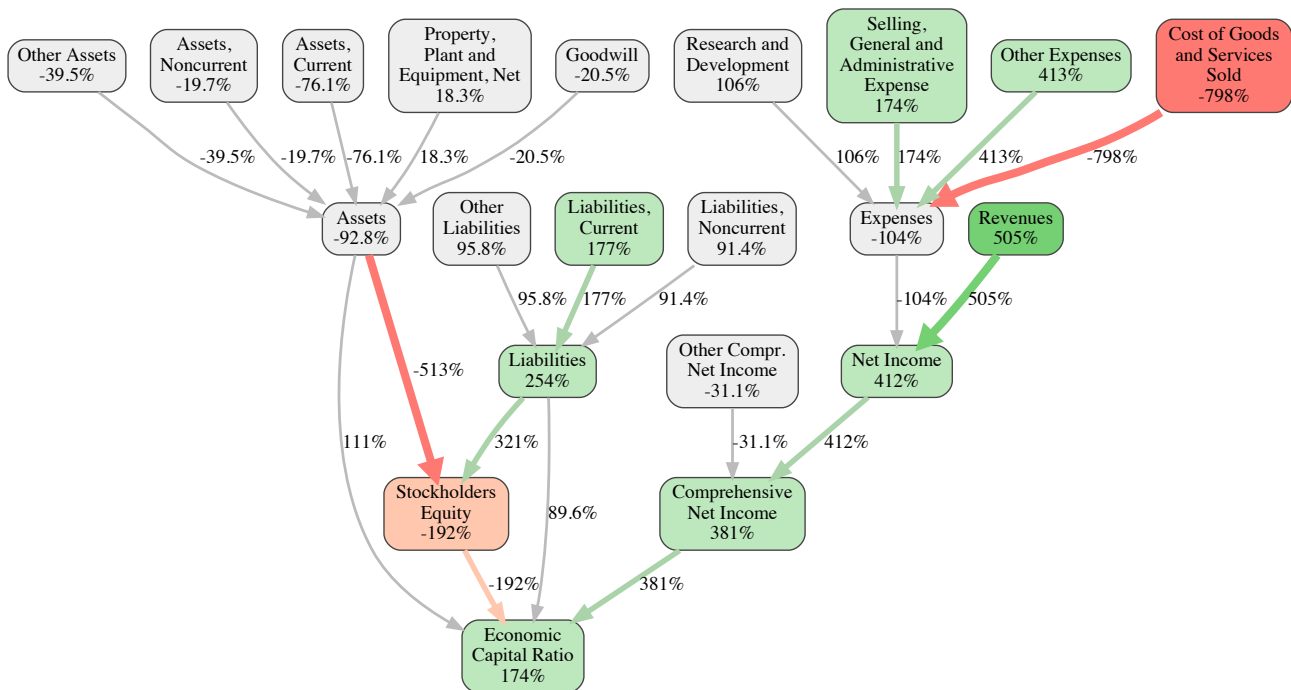 Other Assets
-39.5%
Assets,
Noncurrent
-19.7%
Assets,
Current
-76.1%
Property,
Plant and
Equipment, Net
18.3%
Goodwill
-20.5%
Research and
Development
106%
Selling,
General and
Administrative
Expense
174%
Other Expenses
413%
Cost of Goods
and Services
Sold
-798%
-39.5%
-19.7%
-76.1%
18.3%
-20.5%
106%
174%
413%
-798%
Assets
-92.8%
Other
Liabilities
95.8%
Liabilities,
Current
177%
Liabilities,
Noncurrent
91.4%
Expenses
-104%
Revenues
505%
95.8%
177%
91.4%
-104%
505%
-513%
Liabilities
254%
Other Compr.
Net Income
-31.1%
Net Income
412%
111%
321%
-31.1%
412%
Stockholders
Equity
-192%
89.6%
Comprehensive
Net Income
381%
-192%
381%
Economic
Capital Ratio
174%